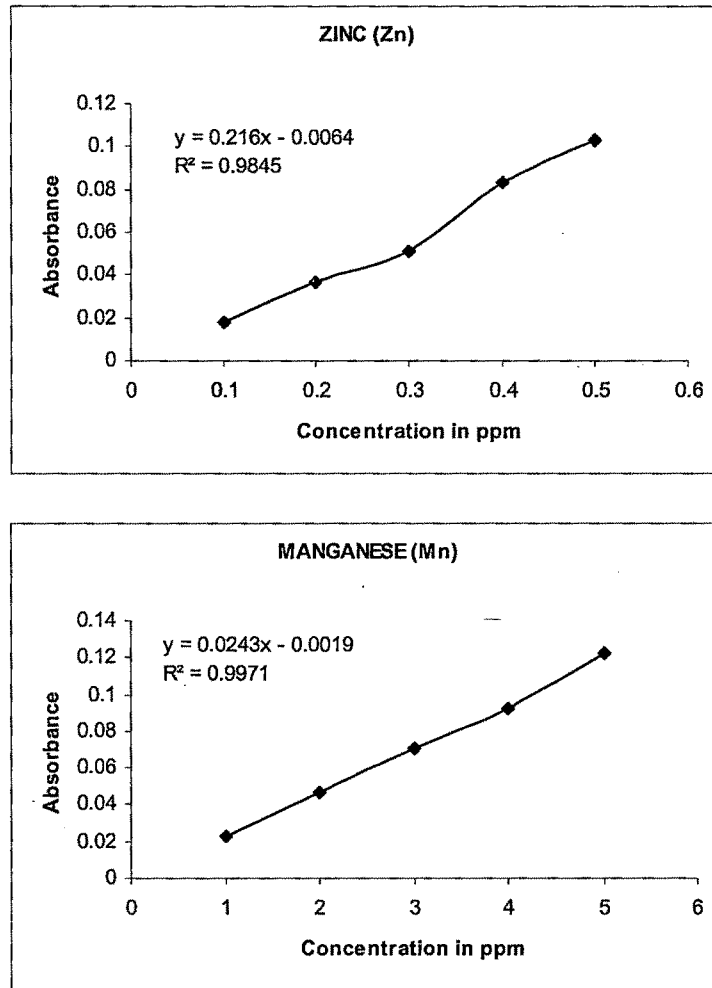 ZINC (Zn)
0.12
0.1
0.08
0.06
0.04
0.02
0
y = 0.216x - 0.0064
R² = 0.9845
Absorbance
0 0.1 0.2 0.3 0.4 0.5 0.6
Concentration in ppm
MANGANESE (Mn)
0.14
0.12
0.1
0.08
0.06
0.04
0.02
0
y = 0.0243x - 0.0019
R² = 0.9971
Absorbance
0 1 2 3 4 5 6
Concentration in ppm